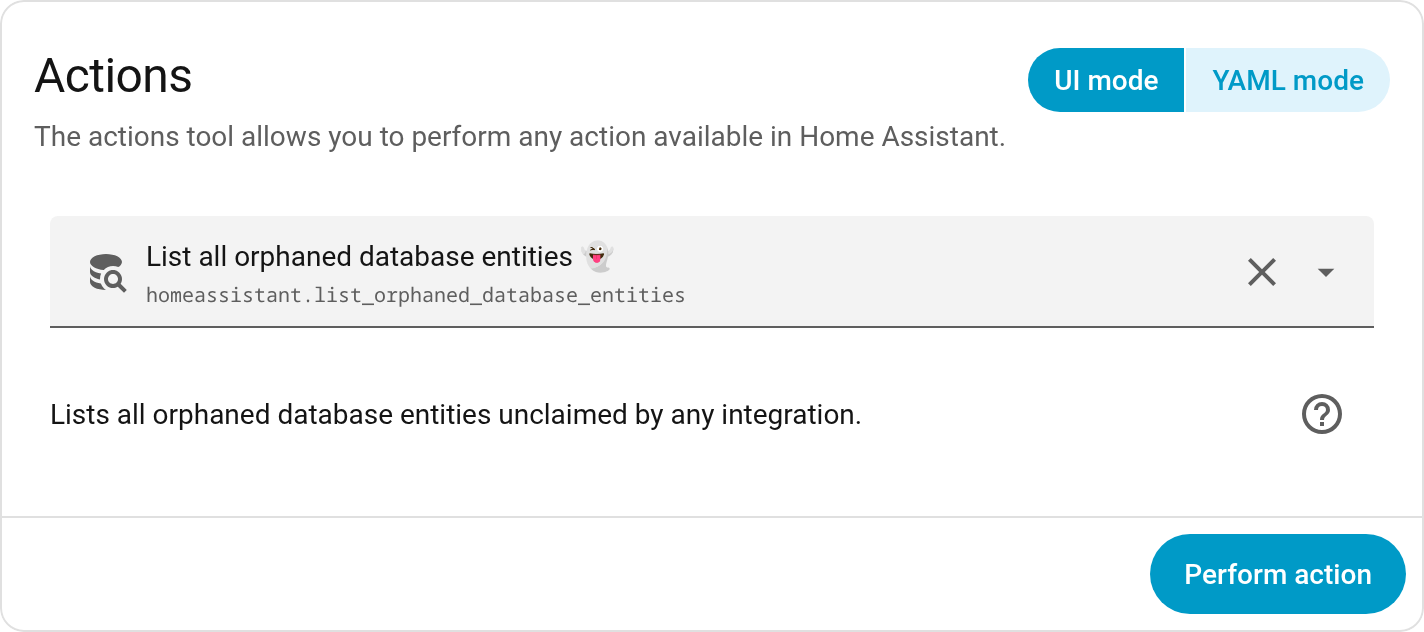 Actions
UI mode
YAML mode
The actions tool allows you to perform any action available in Home Assistant.
List all orphaned database entities 👻
homeassistant.list_orphaned_database_entities
Lists all orphaned database entities unclaimed by any integration.
Perform action